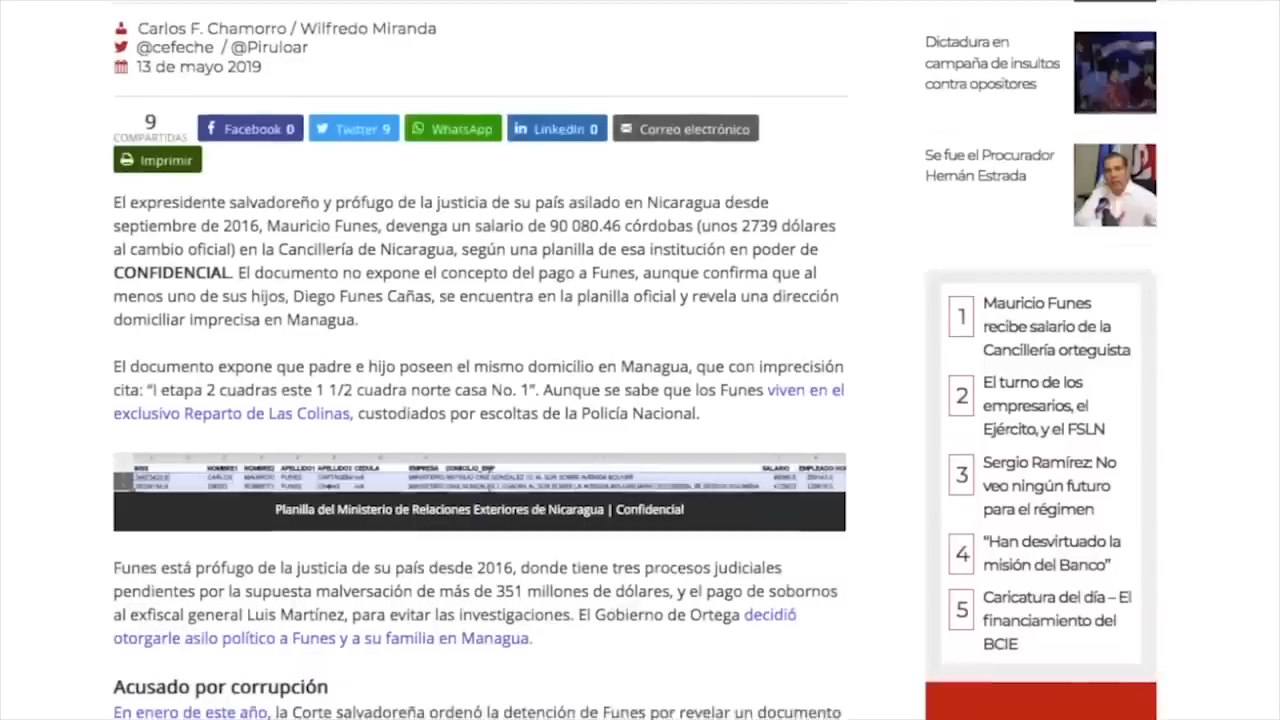 Carlos F. Chamorro / Wilfredo Miranda
@cefeche / @Piruloar
13 de mayo 2019
9
COMPARTIDAS
Facebook 0
Twitter 9
WhatsApp
LinkedIn 0
Correo electrónico
Imprimir
El expresidente salvadoreño y prófugo de la justicia de su país asilado en Nicaragua desde
septiembre de 2016, Mauricio Funes, devenga un salario de 90 080.46 córdobas (unos 2739 dólares
al cambio oficial) en la Cancillería de Nicaragua, según una planilla de esa institución en poder de
CONFIDENCIAL. El documento no expone el concepto del pago a Funes, aunque confirma que al
menos uno de sus hijos, Diego Funes Cañas, se encuentra en la planilla oficial y revela una dirección
domiciliar imprecisa en Managua.
El documento expone que padre e hijo poseen el mismo domicilio en Managua, que con imprecisión
cita: “I etapa 2 cuadras este 1 1/2 cuadra norte casa No. 1”. Aunque se sabe que los Funes viven en el
exclusivo Reparto de Las Colinas, custodiados por escoltas de la Policía Nacional.
NOMBRE1 NOMBRE2 APELLIDO1 APELLIDO2 CEDULA EMPRESA DOMICILIO_EMP SALARIO
CARLOS MAURICIO FUNES
FUNES
Planilla del Ministerio de Relaciones Exteriores de Nicaragua | Confidencial
Funes está prófugo de la justicia de su país desde 2016, donde tiene tres procesos judiciales
pendientes por la supuesta malversación de más de 351 millones de dólares, y el pago de sobornos
al exfiscal general Luis Martínez, para evitar las investigaciones. El Gobierno de Ortega decidió
otorgarle asilo político a Funes y a su familia en Managua.
Acusado por corrupción
En enero de este año, la Corte salvadoreña ordenó la detención de Funes por revelar un documento
Dictadura en
campaña de insultos
contra opositores
Se fue el Procurador
Hernán Estrada
1
Mauricio Funes
recibe salario de la
Cancillería orteguista
2
El turno de los
empresarios, el
Ejército, y el FSLN
3
Sergio Ramírez: No
veo ningún futuro
para el régimen
4
“Han desvirtuado la
misión del Banco”
5
Caricatura del día – El
financiamiento del
BCIE